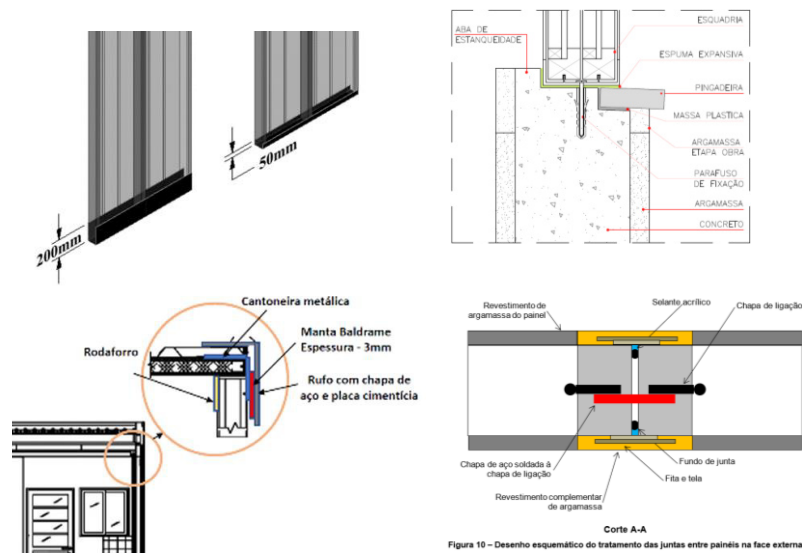 200mm
50mm
ABA DE
ESTANQUEIDADE
ESQUADRIA
ESPUMA EXPANSIVA
PINGADEIRA
MASSA PLASTICA
ARGAMASSA
ETAPA OBRA
PARAFUSO
DE FIXAÇÃO
ARGAMASSA
CONCRETO
Cantoneira metálica
Manta Baldrame
Espessura - 3mm
Rodaforro
Rufo com chapa de
aço e placa cimentícia
Revestimento de
argamassa do painel
Selante acrílico
Chapa de ligação
Chapa de aço soldada à
chapa de ligação
Fundo de junta
Fita e tela
Revestimento complementar
de argamassa
Corte A-A
Figura 10 – Desenho esquemático do tratamento das juntas entre painéis na face externa